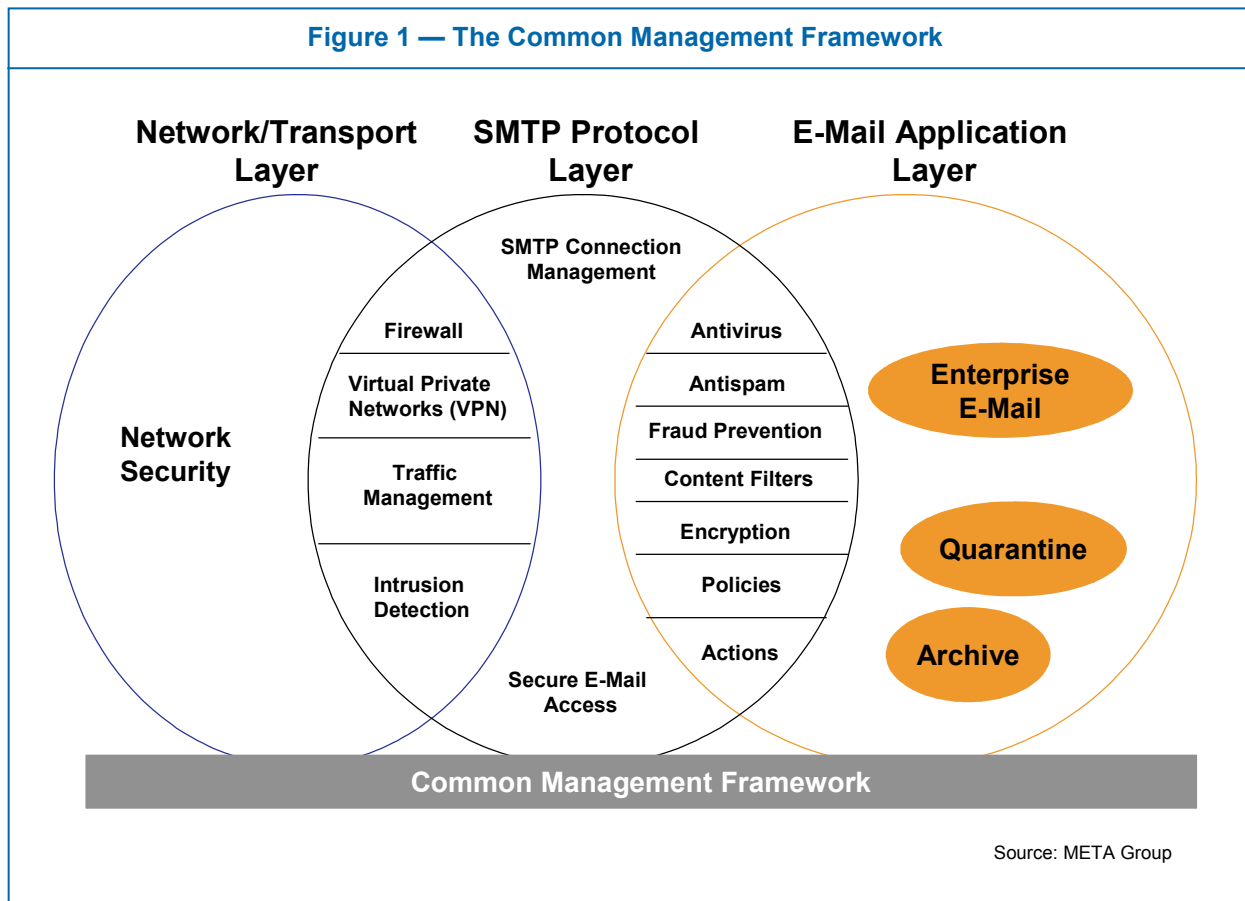 Figure 1 — The Common Management Framework
Network/Transport
Layer
SMTP Protocol
Layer
E-Mail Application
Layer
Network
Security
SMTP Connection
Management
Firewall
Virtual Private
Networks (VPN)
Traffic
Management
Intrusion
Detection
Secure E-Mail
Access
Antivirus
Antispam
Fraud Prevention
Content Filters
Encryption
Policies
Actions
Enterprise
E-Mail
Quarantine
Archive
Common Management Framework
Source: META Group